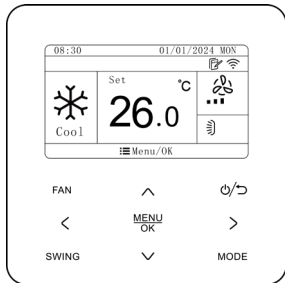 08:30 01/01/2024 MON
Set
℃
26.0
Cool
Menu/OK
FAN
MENU
OK
SWING MODE